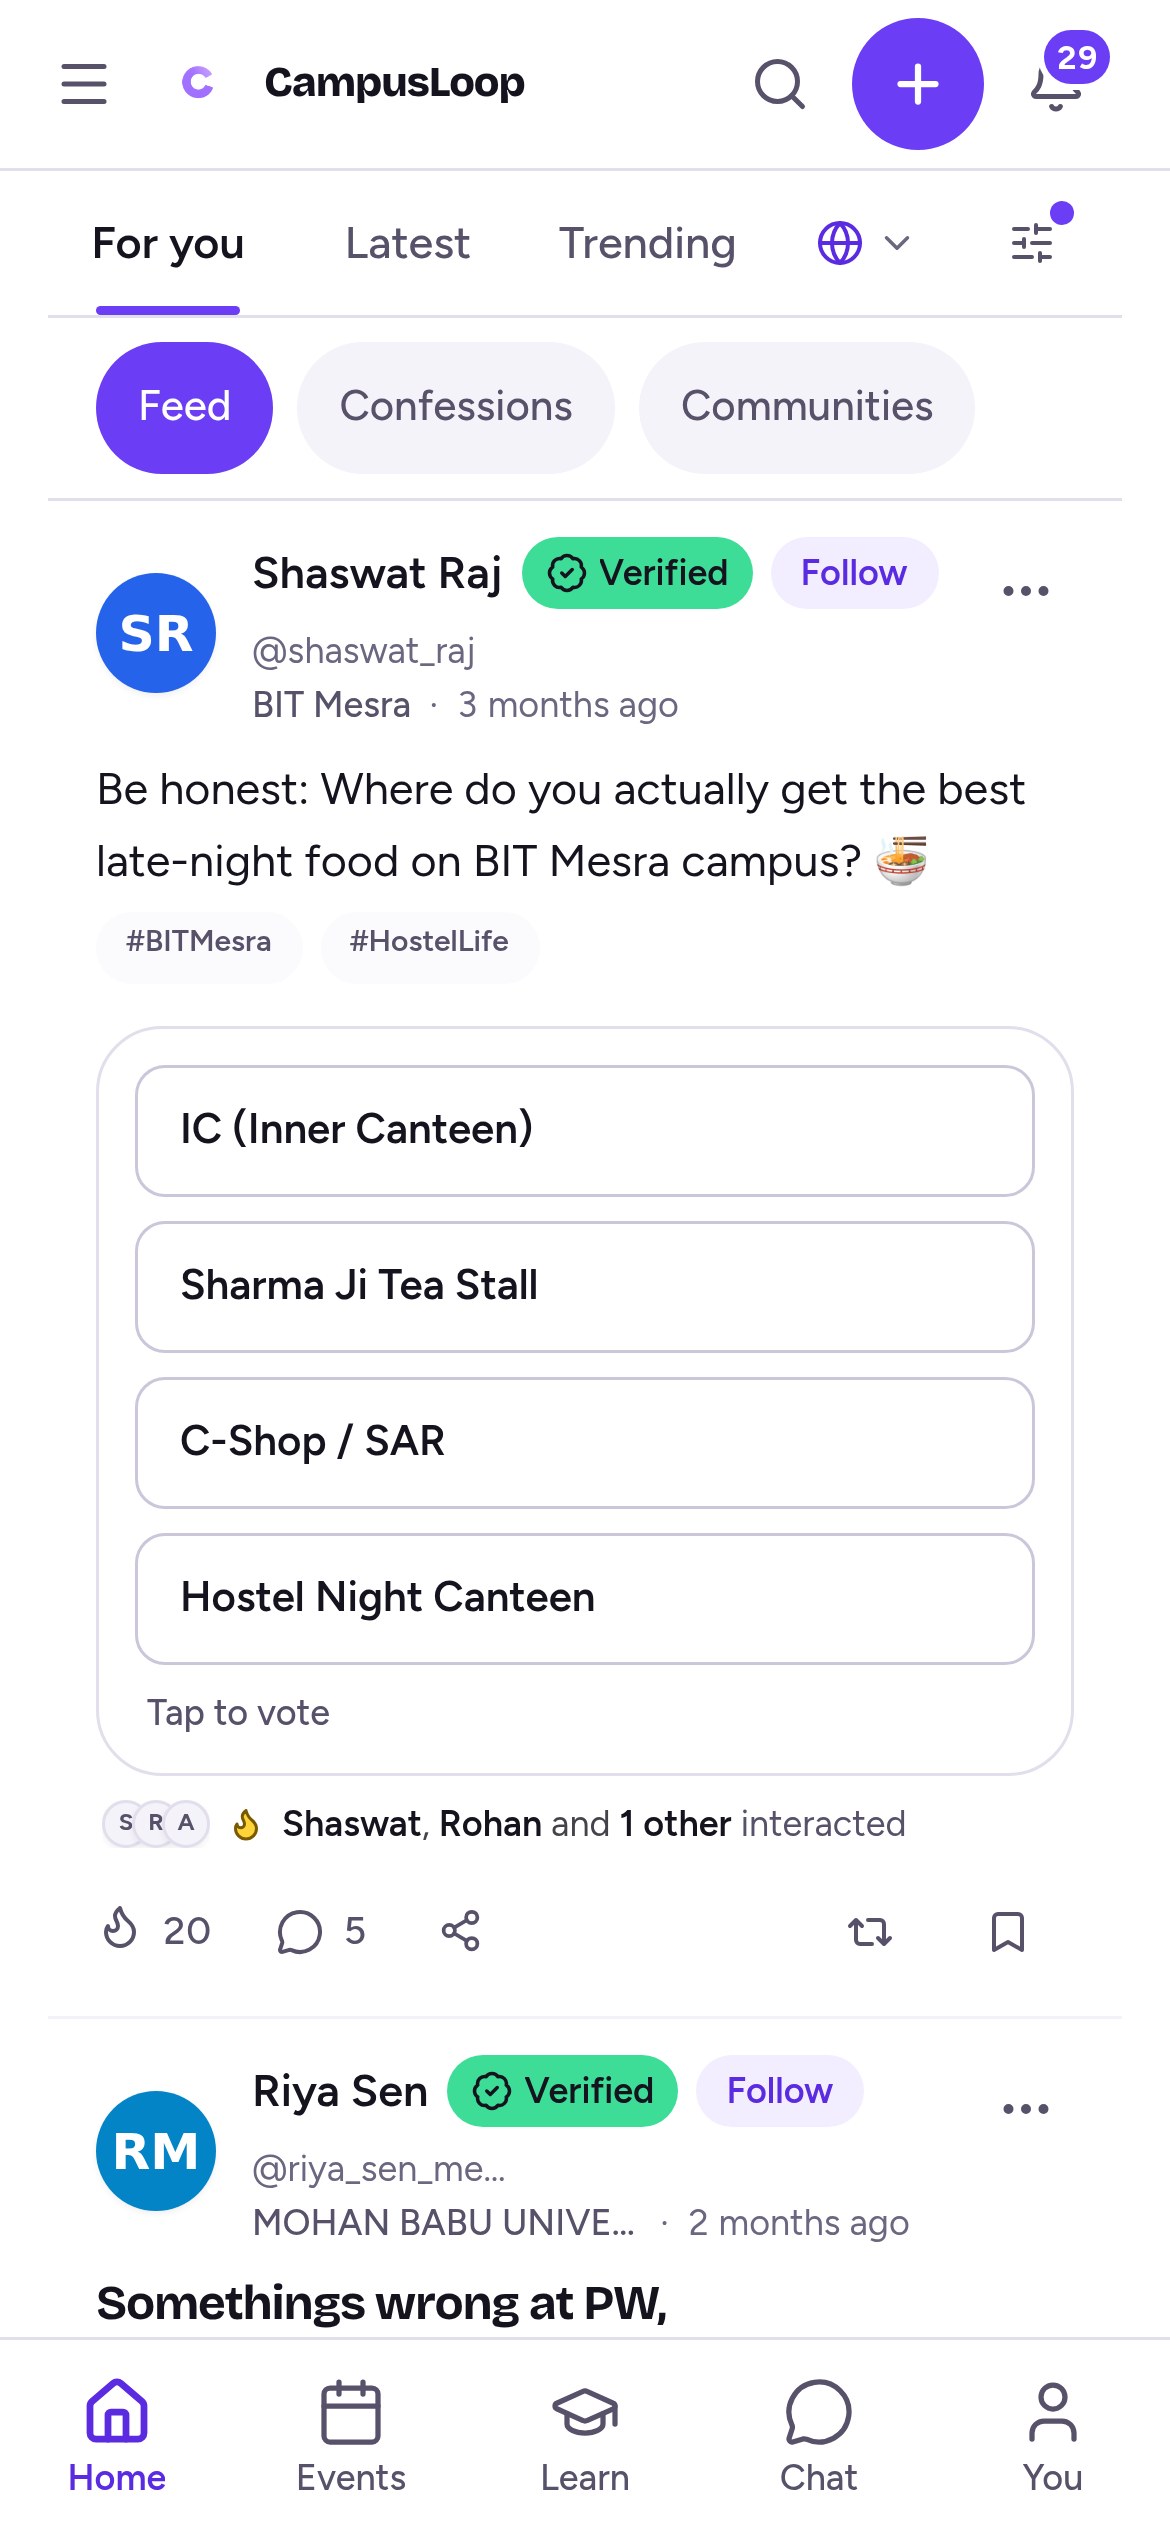 C CampusLoop 29
For you Latest Trending
Feed Confessions Communities
SR Shaswat Raj Verified Follow
@shaswat_raj
BIT Mesra · 3 months ago
Be honest: Where do you actually get the best
late-night food on BIT Mesra campus? 🍜
#BITMesra #HostelLife
IC (Inner Canteen)
Sharma Ji Tea Stall
C-Shop / SAR
Hostel Night Canteen
Tap to vote
S R A Shaswat, Rohan and 1 other interacted
20 5
RM Riya Sen Verified Follow
@riya_sen_me...
MOHAN BABU UNIVE... · 2 months ago
Somethings wrong at PW,
Home Events Learn Chat You